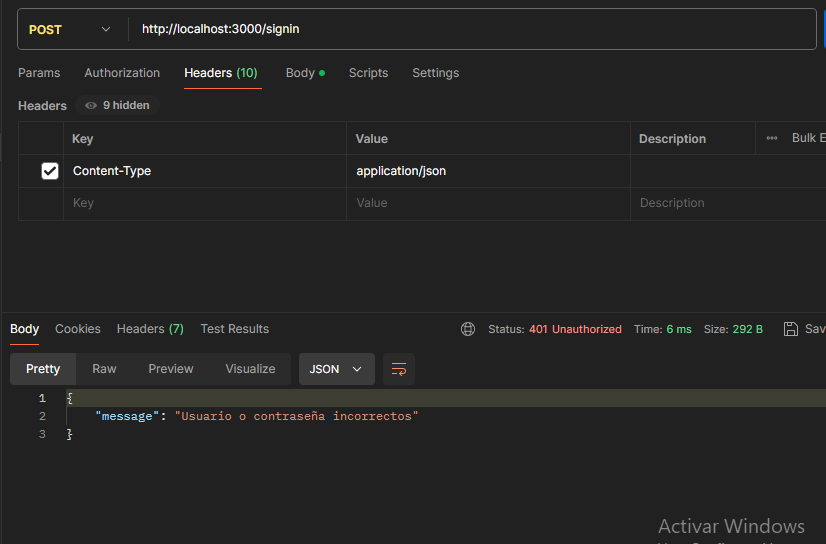 POST http://localhost:3000/signin
Params Authorization Headers (10) Body Scripts Settings
Headers 9 hidden
Key Value Description Bulk E
Content-Type application/json
Key Value Description
Body Cookies Headers (7) Test Results Status: 401 Unauthorized Time: 6 ms Size: 292 B Sav
Pretty Raw Preview Visualize JSON
1 {
2 "message": "Usuario o contraseña incorrectos"
3 }
Activar Windows